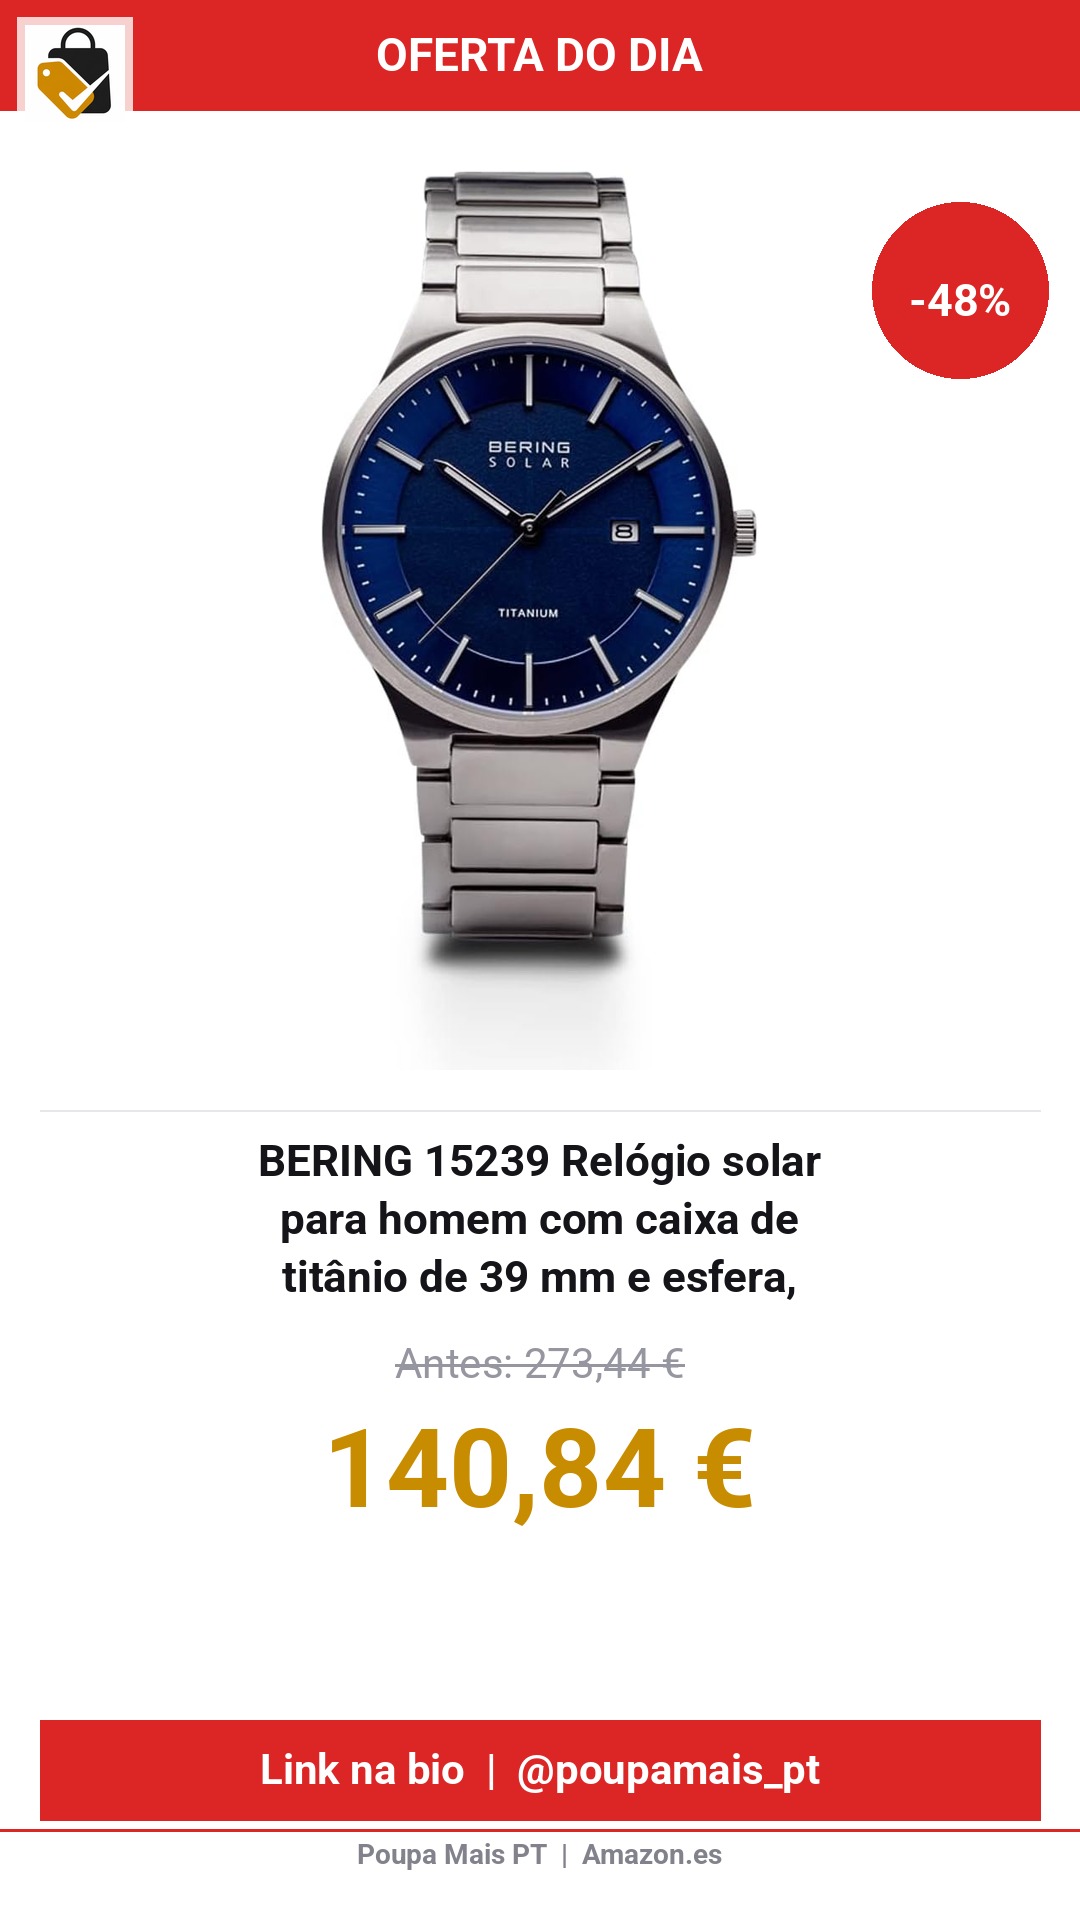 OFERTA DO DIA
-48%
BERING
SOLAR
8
TITANIUM
BERING 15239 Relógio solar
para homem com caixa de
titânio de 39 mm e esfera,
Antes: 273,44 €
140,84 €
Link na bio | @poupamais_pt
Poupa Mais PT | Amazon.es